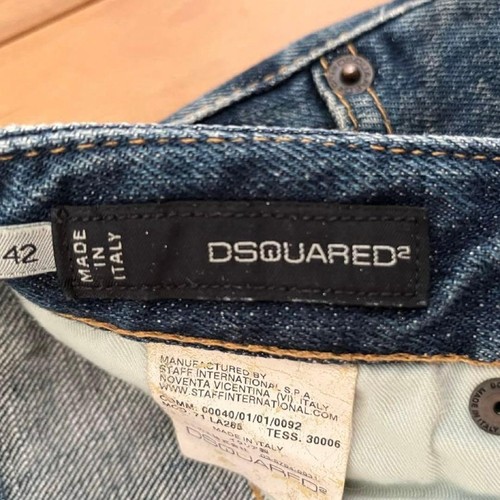 42
MADE
IN
ITALY
DSQUARED²
MANUFACTURED BY
STAFF INTERNATIONAL S.P.A.
NOVENTA VICENTINA (VI) ITALY
WWW.STAFFINTERNATIONAL.COM
COMM. 00040/01/01/0092
MOD. 71 LA265 TESS. 30006
MADE IN ITALY
DSQUARED²